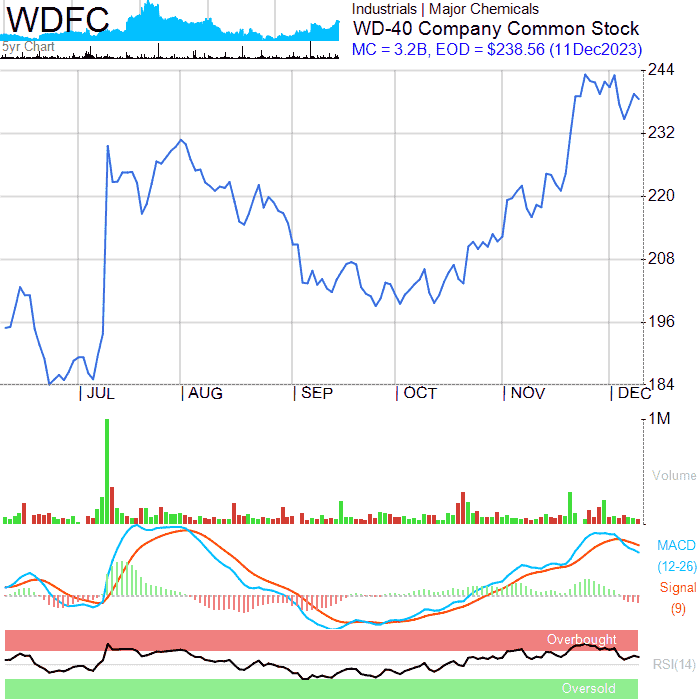 WDFC
5yr Chart
Industrials | Major Chemicals
WD-40 Company Common Stock
MC = 3.2B, EOD = $238.56 (11Dec2023)
244
232
220
208
196
184
JUL AUG SEP OCT NOV DEC
1M
Volume
MACD
(12-26)
Signal
(9)
Overbought
RSI(14)
Oversold